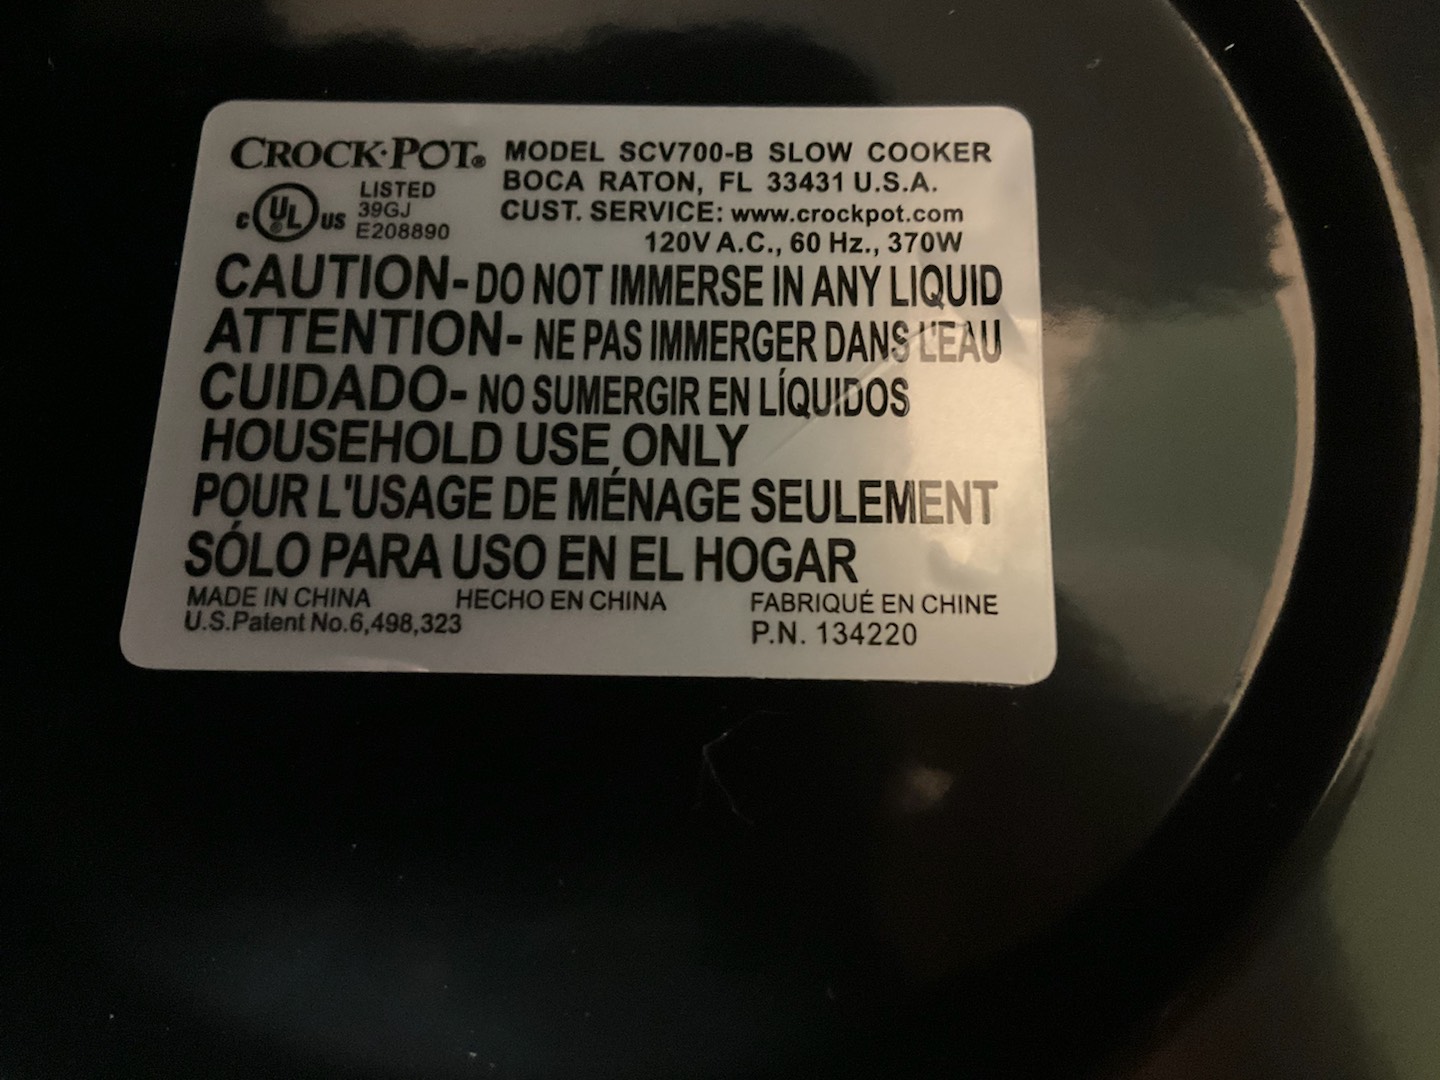 CROCK·POT® MODEL SCV700-B SLOW COOKER
BOCA RATON, FL 33431 U.S.A.
CUST. SERVICE: www.crockpot.com
120V A.C., 60 Hz., 370W
C UL® US LISTED
39GJ
E208890
CAUTION- DO NOT IMMERSE IN ANY LIQUID
ATTENTION- NE PAS IMMERGER DANS L'EAU
CUIDADO- NO SUMERGIR EN LÍQUIDOS
HOUSEHOLD USE ONLY
POUR L'USAGE DE MÉNAGE SEULEMENT
SÓLO PARA USO EN EL HOGAR
MADE IN CHINA HECHO EN CHINA FABRIQUÉ EN CHINE
U.S.Patent No.6,498,323 P.N. 134220